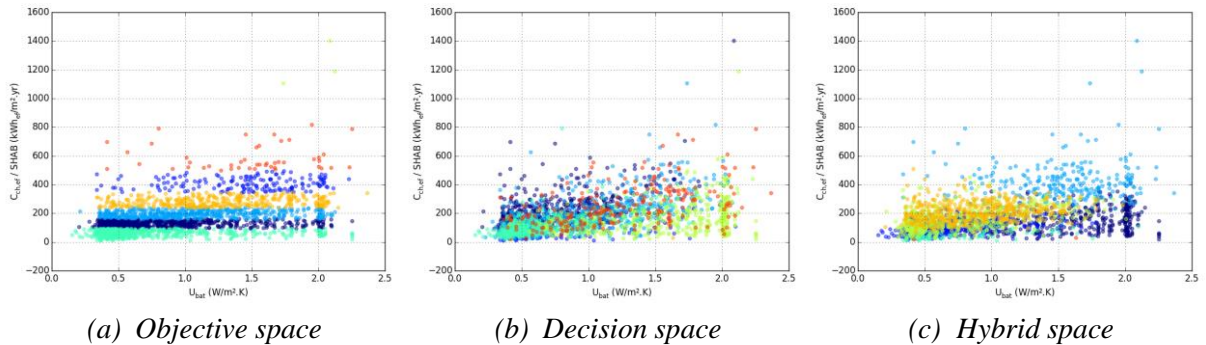 1600
1400
1200
1000
800
600
400
200
0
−200
0.0 0.5 1.0 1.5 2.0 2.5
U_bat (W/m².K)
C_ch,ef / SHAB (kWh_ef/m².yr)
(a) Objective space
1600
1400
1200
1000
800
600
400
200
0
−200
0.0 0.5 1.0 1.5 2.0 2.5
U_bat (W/m².K)
C_ch,ef / SHAB (kWh_ef/m².yr)
(b) Decision space
1600
1400
1200
1000
800
600
400
200
0
−200
0.0 0.5 1.0 1.5 2.0 2.5
U_bat (W/m².K)
C_ch,ef / SHAB (kWh_ef/m².yr)
(c) Hybrid space